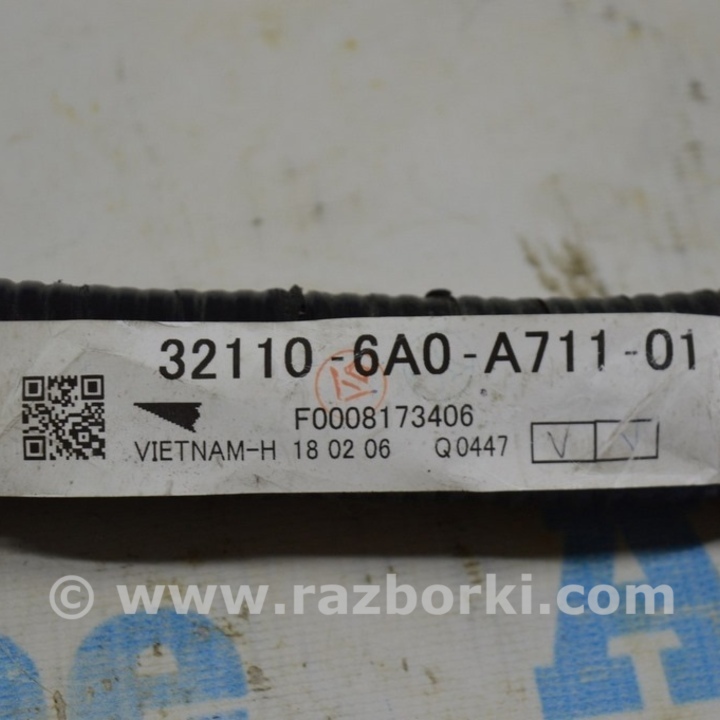 32110-6A0-A711-01
F0008173406
VIETNAM-H 18 02 06 Q0447 V V
© www.razborki.com